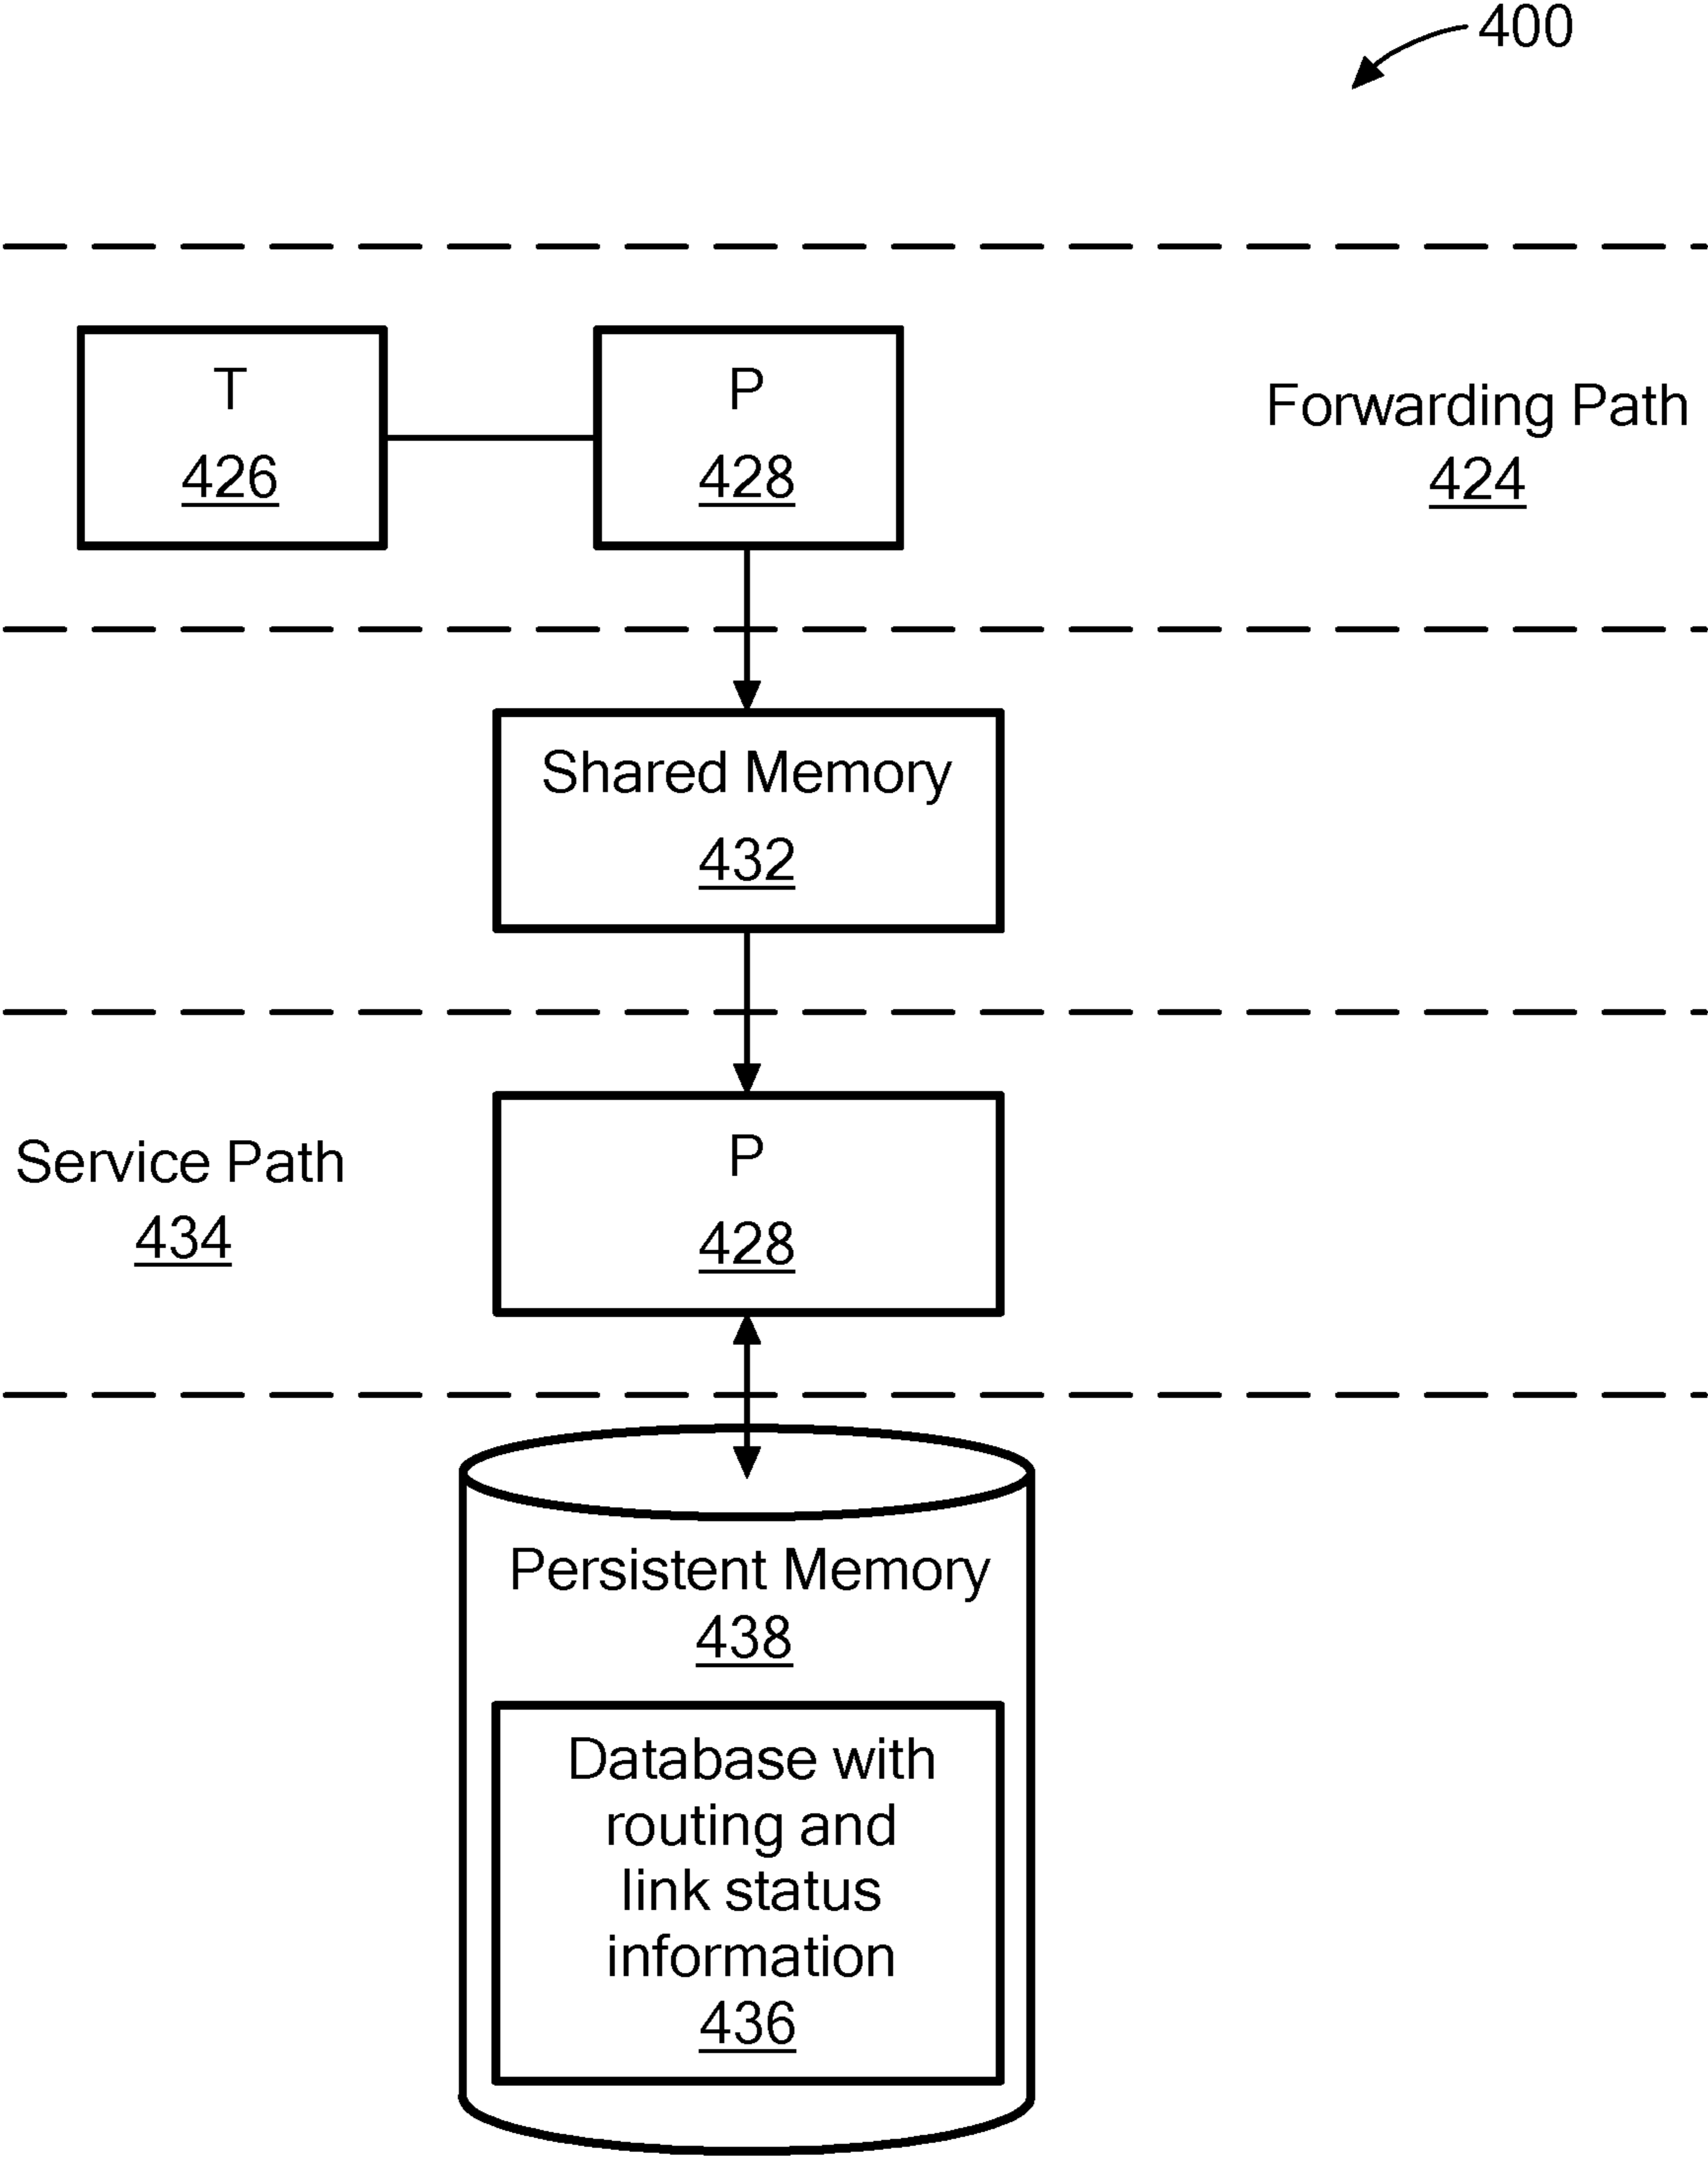 400
T
426
P
428
Forwarding Path
424
Shared Memory
432
Service Path
434
P
428
Persistent Memory
438
Database with
routing and
link status
information
436